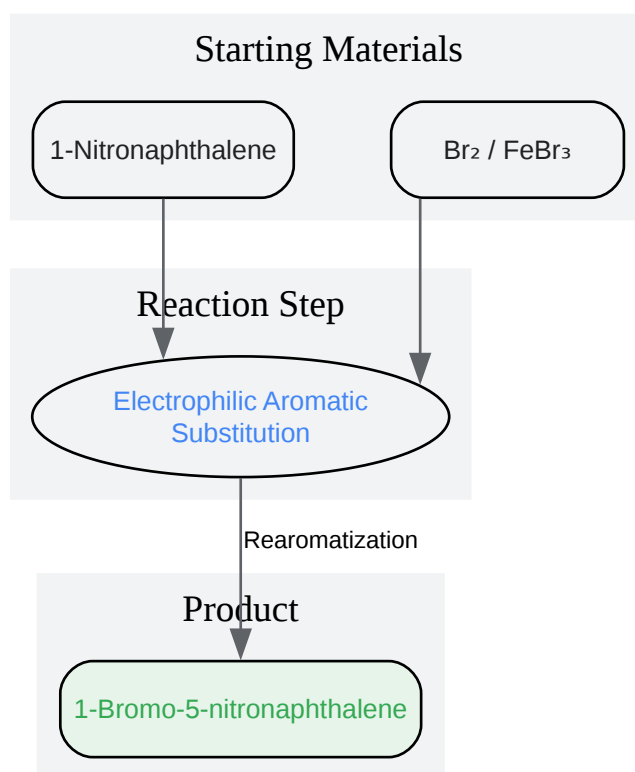 Starting Materials
1-Nitronaphthalene
Br₂ / FeBr₃
Reaction Step
Electrophilic Aromatic
Substitution
Rearomatization
Product
1-Bromo-5-nitronaphthalene